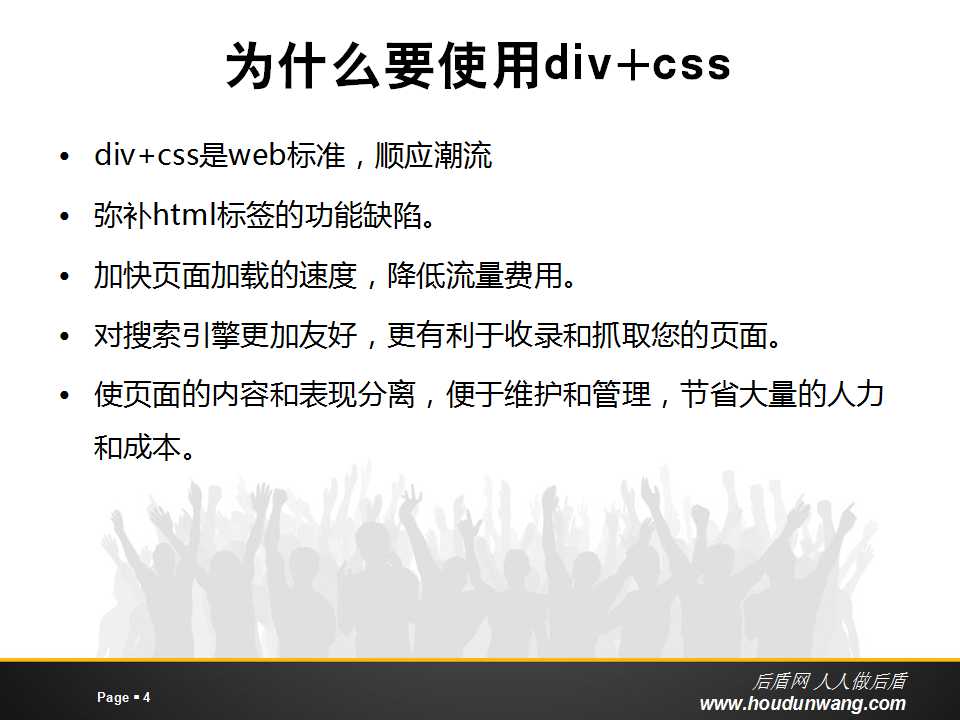 为什么要使用div+css
• div+css是web标准，顺应潮流
• 弥补html标签的功能缺陷。
• 加快页面加载的速度，降低流量费用。
• 对搜索引擎更加友好，更有利于收录和抓取您的页面。
• 使页面的内容和表现分离，便于维护和管理，节省大量的人力
和成本。
Page ▪ 4
后盾网 人人做后盾
www.houdunwang.com